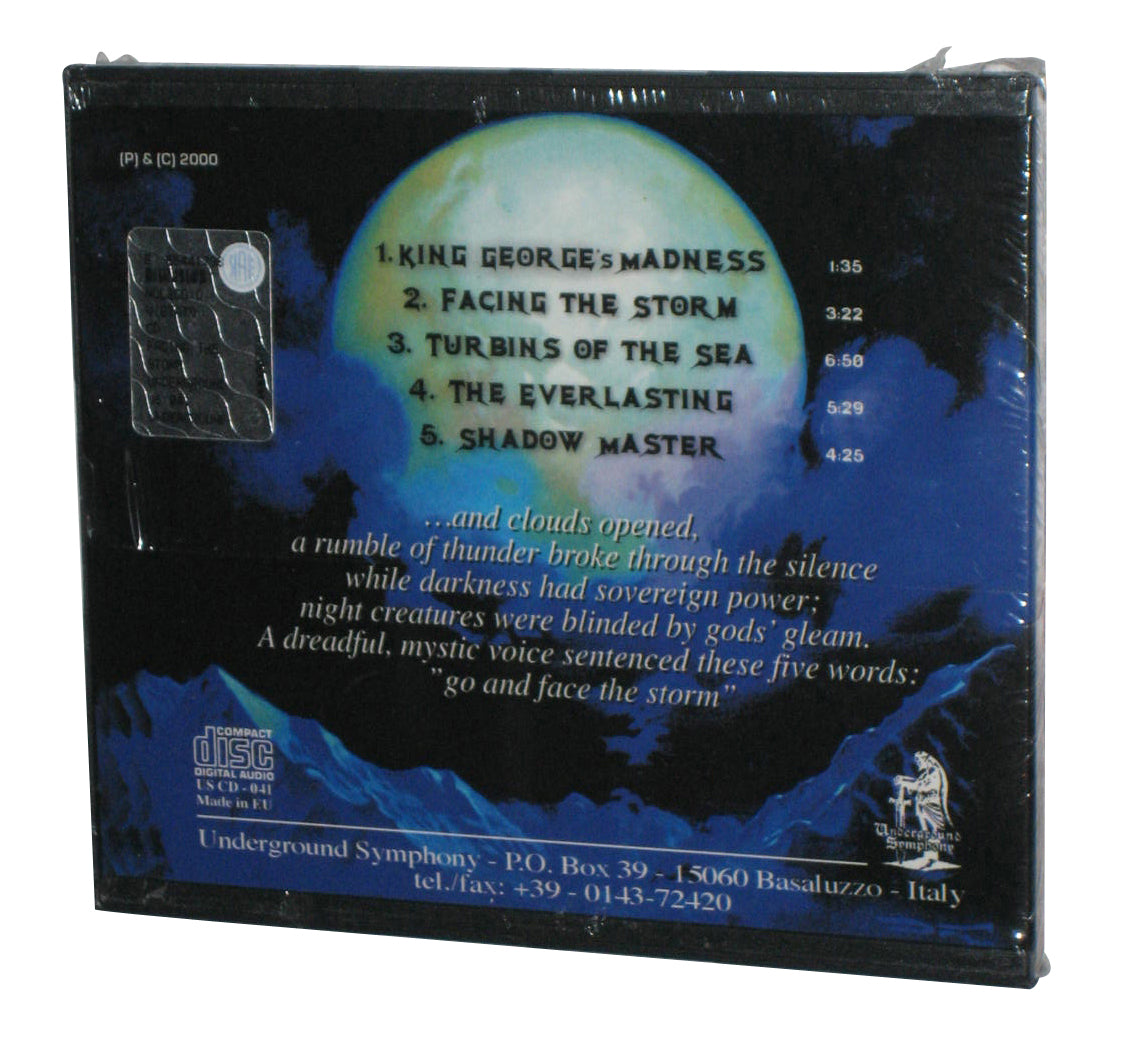 (P) & (C) 2000
1. KING GEORGE'S MADNESS 1:35
2. FACING THE STORM 3:22
3. TURBINS OF THE SEA 6:50
4. THE EVERLASTING 5:29
5. SHADOW MASTER 4:25
...and clouds opened,
a rumble of thunder broke through the silence
while darkness had sovereign power;
night creatures were blinded by gods' gleam.
A dreadful, mystic voice sentenced these five words:
"go and face the storm"
COMPACT
disc
DIGITAL AUDIO
US CD - 041
Made in EU
Underground
Symphony
Underground Symphony - P.O. Box 39 - 15060 Basaluzzo - Italy
tel./fax: +39 - 0143-72420